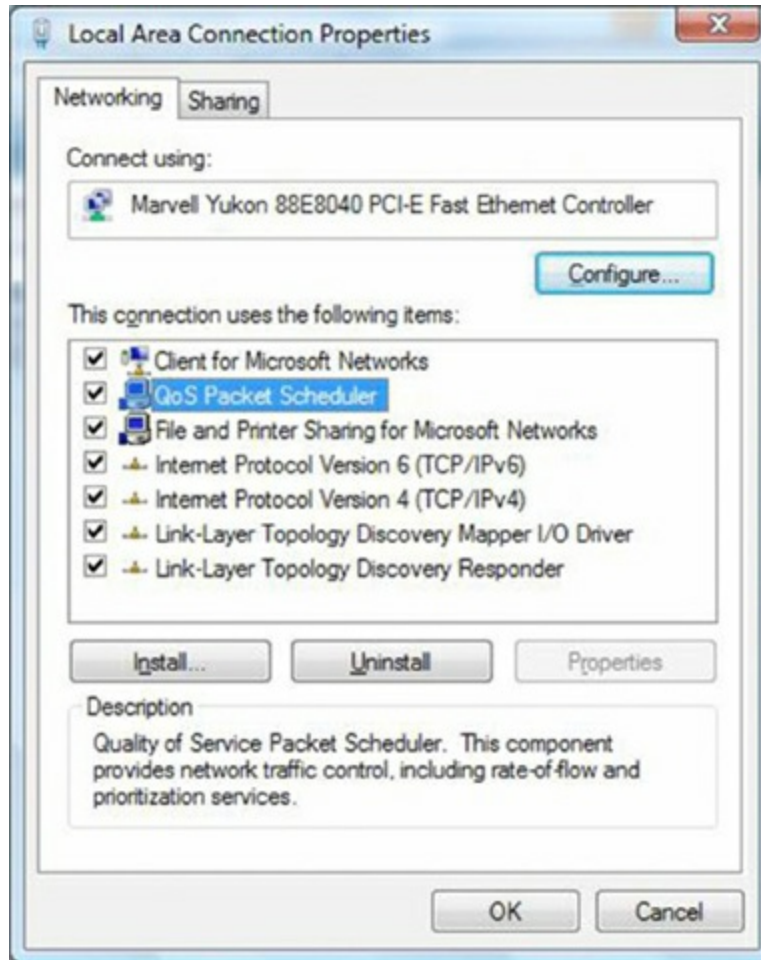 Local Area Connection Properties
Networking
Sharing
Connect using:
Marvell Yukon 88E8040 PCI-E Fast Ethernet Controller
Configure...
This connection uses the following items:
Client for Microsoft Networks
QoS Packet Scheduler
File and Printer Sharing for Microsoft Networks
Internet Protocol Version 6 (TCP/IPv6)
Internet Protocol Version 4 (TCP/IPv4)
Link-Layer Topology Discovery Mapper I/O Driver
Link-Layer Topology Discovery Responder
Install...
Uninstall
Properties
Description
Quality of Service Packet Scheduler. This component
provides network traffic control, including rate-of-flow and
prioritization services.
OK
Cancel